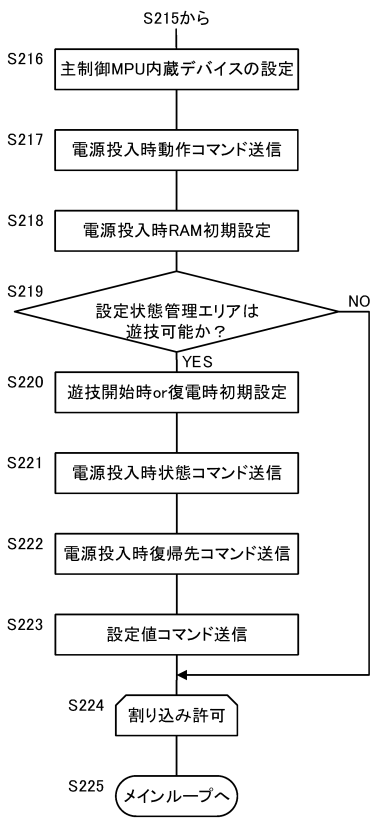 S215から
S216
主制御MPU内蔵デバイスの設定
S217
電源投入時動作コマンド送信
S218
電源投入時RAM初期設定
S219
設定状態管理エリアは
遊技可能か？
NO
YES
S220
遊技開始時or復電時初期設定
S221
電源投入時状態コマンド送信
S222
電源投入時復帰先コマンド送信
S223
設定値コマンド送信
S224
割り込み許可
S225
メインループへ